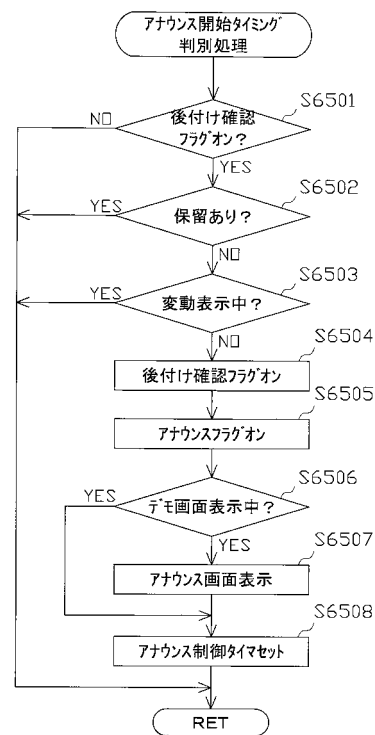 アナウンス開始タイミング
判別処理
S6501
後付け確認
フラグオン？
NO
YES
S6502
保留あり？
YES
NO
S6503
変動表示中？
YES
NO
S6504
後付け確認フラグオン
S6505
アナウンスフラグオン
S6506
デモ画面表示中？
YES
YES
S6507
アナウンス画面表示
S6508
アナウンス制御タイマセット
RET